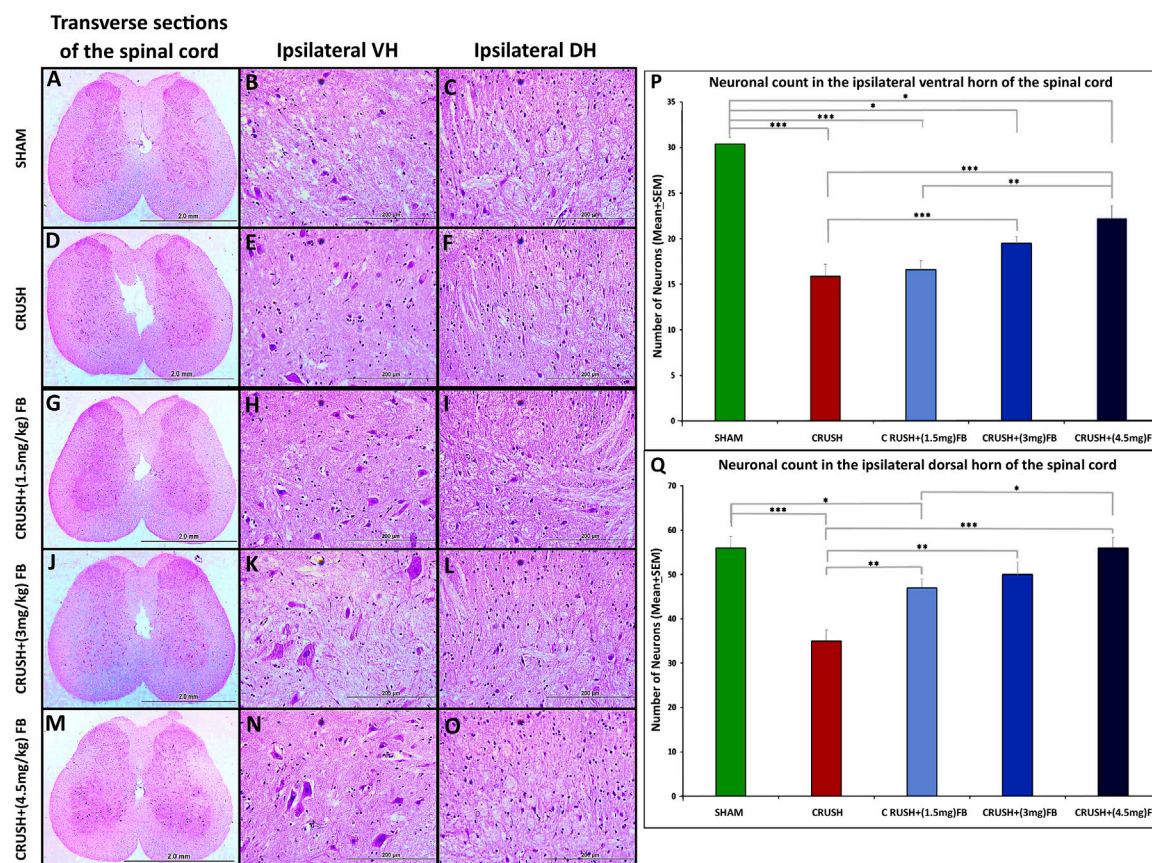 Transverse sections
of the spinal cord
Ipsilateral VH
Ipsilateral DH
SHAM
A
2.0 mm
B
200 µm
C
200 µm
CRUSH
D
2.0 mm
E
200 µm
F
200 µm
CRUSH+(1.5mg/kg) FB
G
2.0 mm
H
200 µm
I
200 µm
CRUSH+(3mg/kg) FB
J
2.0 mm
K
200 µm
L
200 µm
CRUSH+(4.5mg/kg) FB
M
2.0 mm
N
200 µm
O
200 µm
P
Neuronal count in the ipsilateral ventral horn of the spinal cord
Number of Neurons (Mean±SEM)
35
30
25
20
15
10
5
0
*
*
***
***
***
**
***
SHAM
CRUSH
C RUSH+(1.5mg)FB
CRUSH+(3mg)FB
CRUSH+(4.5mg)F
Q
Neuronal count in the ipsilateral dorsal horn of the spinal cord
Number of Neurons (Mean±SEM)
70
60
50
40
30
20
10
0
*
*
***
***
**
**
SHAM
CRUSH
C RUSH+(1.5mg)FB
CRUSH+(3mg)FB
CRUSH+(4.5mg)F